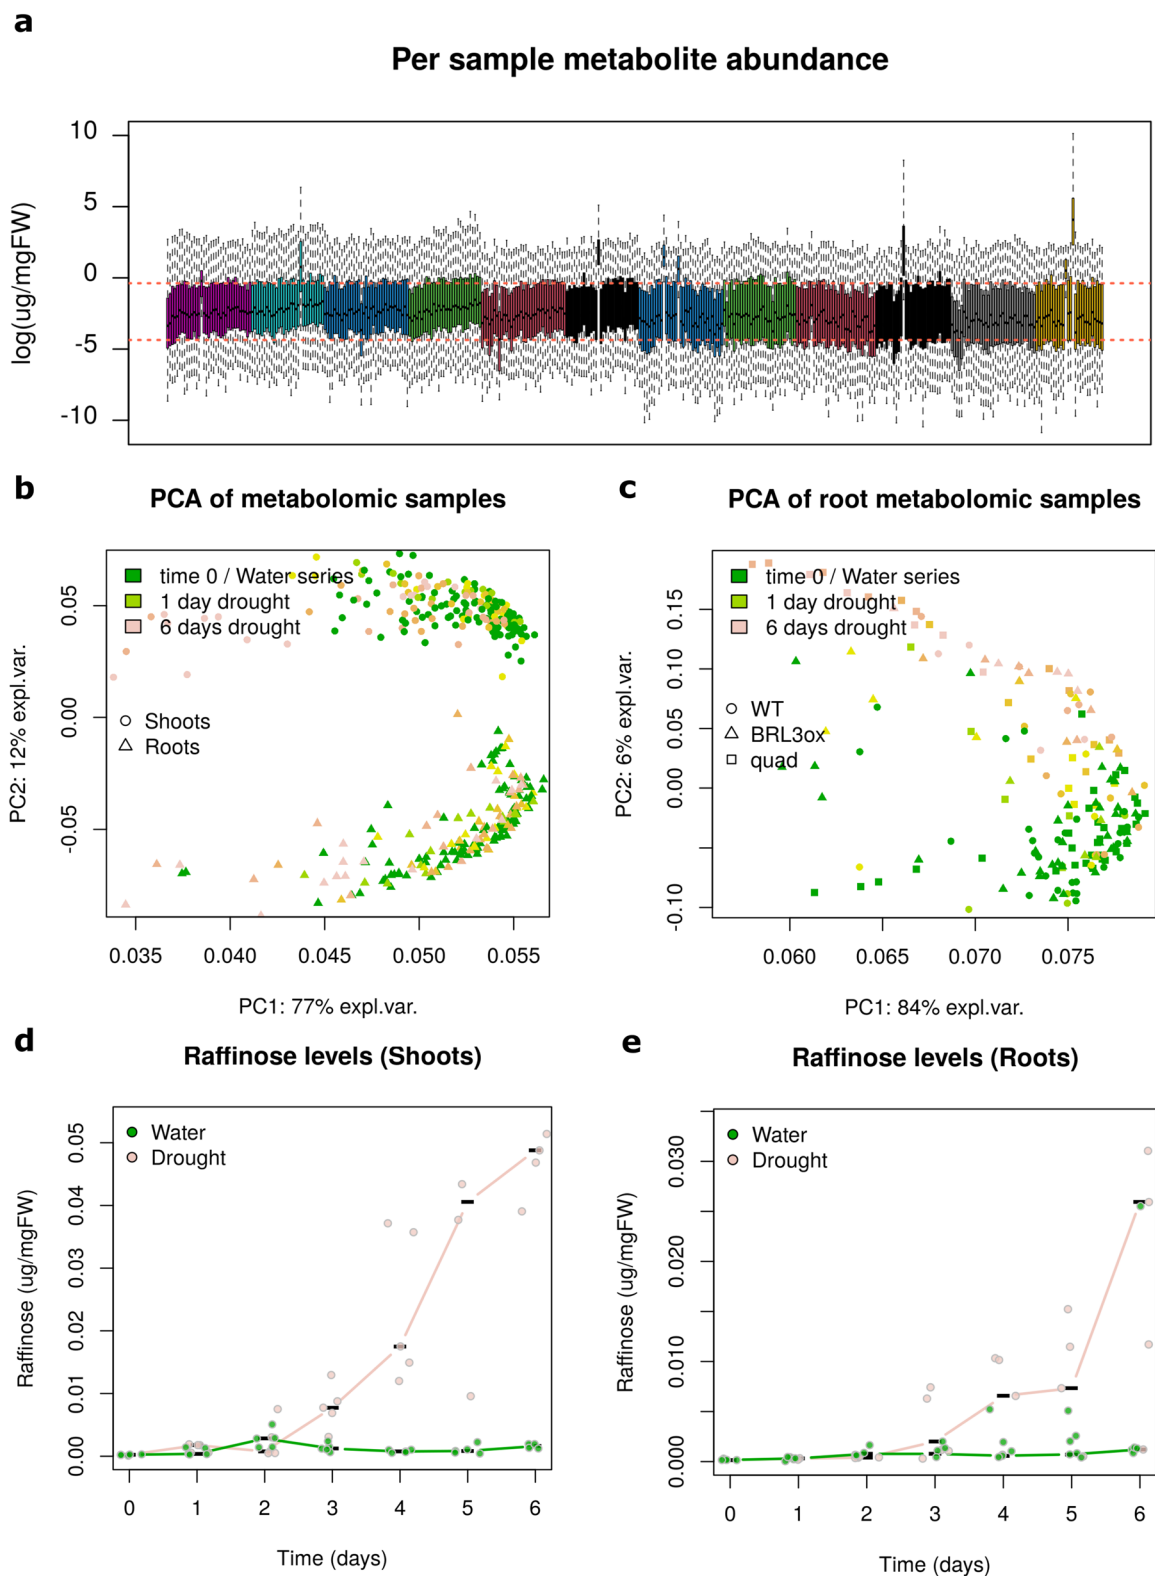 a
Per sample metabolite abundance
log(ug/mgFW)
10
5
0
-5
-10
b
PCA of metabolomic samples
PC2: 12% expl.var.
0.05
0.00
-0.05
time 0 / Water series
1 day drought
6 days drought
Shoots
Roots
0.035 0.040 0.045 0.050 0.055
PC1: 77% expl.var.
c
PCA of root metabolomic samples
PC2: 6% expl.var.
0.15
0.10
0.05
0.00
-0.10
time 0 / Water series
1 day drought
6 days drought
WT
BRL3ox
quad
0.060 0.065 0.070 0.075
PC1: 84% expl.var.
d
Raffinose levels (Shoots)
Raffinose (ug/mgFW)
0.05
0.04
0.03
0.02
0.01
0.00
Water
Drought
0 1 2 3 4 5 6
Time (days)
e
Raffinose levels (Roots)
Raffinose (ug/mgFW)
0.030
0.020
0.010
0.000
Water
Drought
0 1 2 3 4 5 6
Time (days)